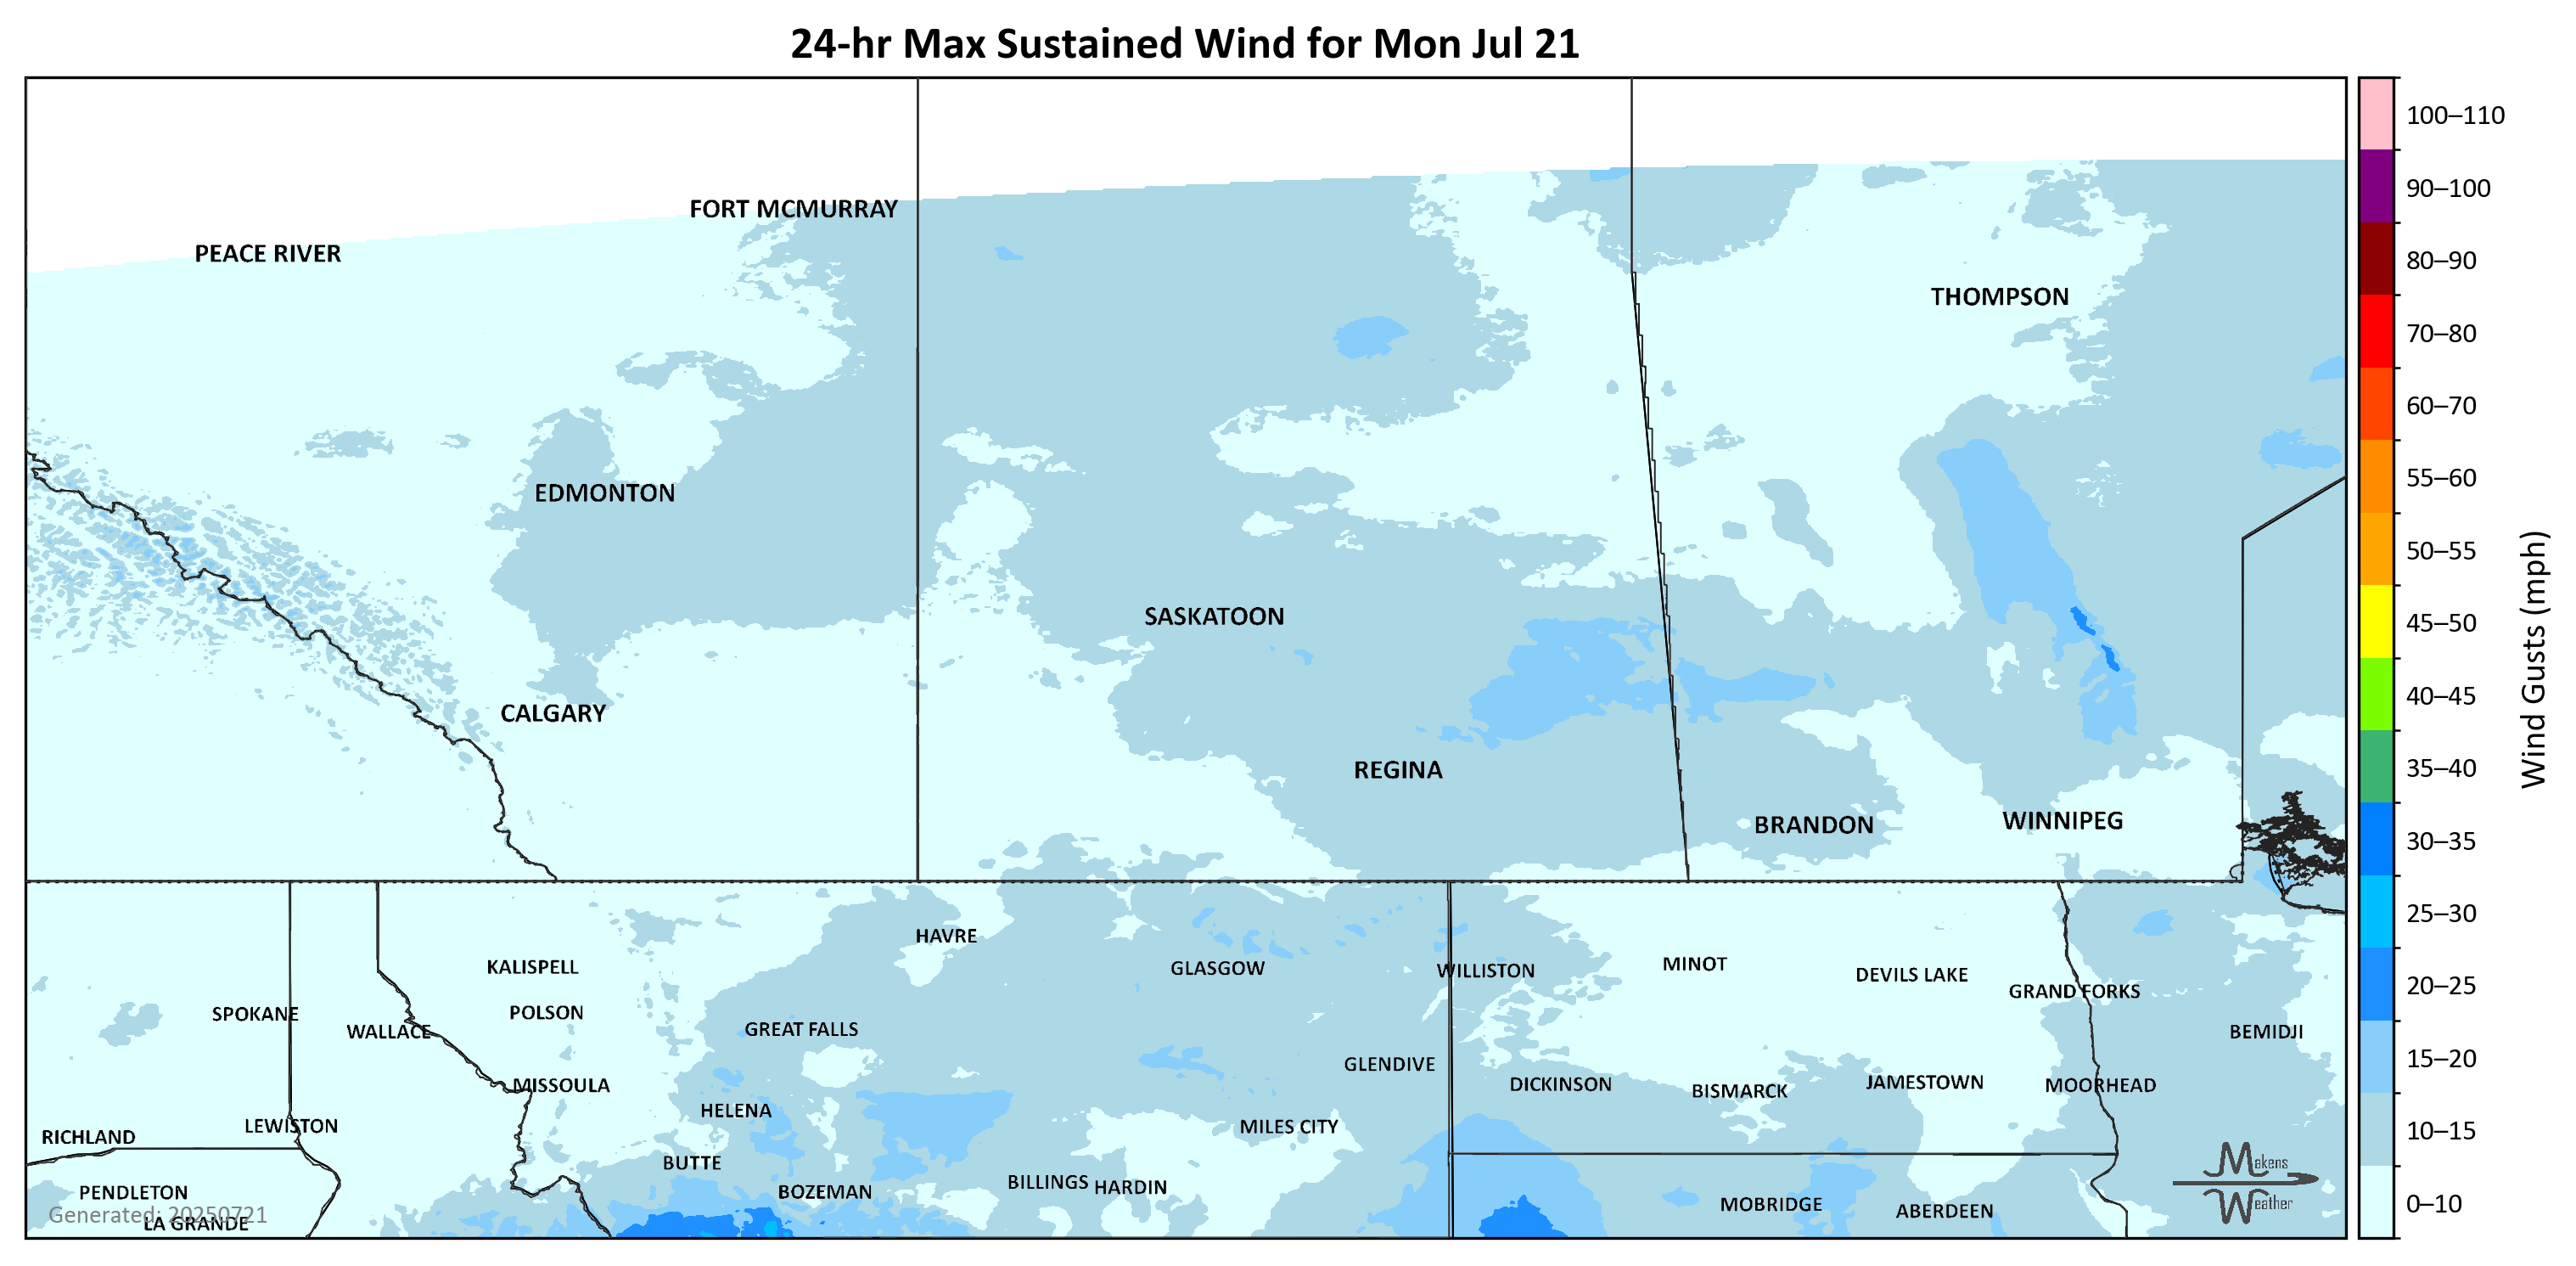 24-hr Max Sustained Wind for Mon Jul 21
FORT MCMURRAY
PEACE RIVER
THOMPSON
EDMONTON
SASKATOON
CALGARY
REGINA
BRANDON
WINNIPEG
HAVRE
KALISPELL
GLASGOW
WILLISTON
MINOT
DEVILS LAKE
GRAND FORKS
SPOKANE
POLSON
WALLACE
GREAT FALLS
BEMIDJI
GLENDIVE
MISSOULA
DICKINSON
BISMARCK
JAMESTOWN
MOORHEAD
HELENA
LEWISTON
MILES CITY
RICHLAND
BUTTE
PENDLETON
BOZEMAN
BILLINGS
HARDIN
MOBRIDGE
ABERDEEN
Generated: 20250721
LA GRANDE
Makens
Weather
100–110
90–100
80–90
70–80
60–70
55–60
50–55
45–50
40–45
35–40
30–35
25–30
20–25
15–20
10–15
0–10
Wind Gusts (mph)